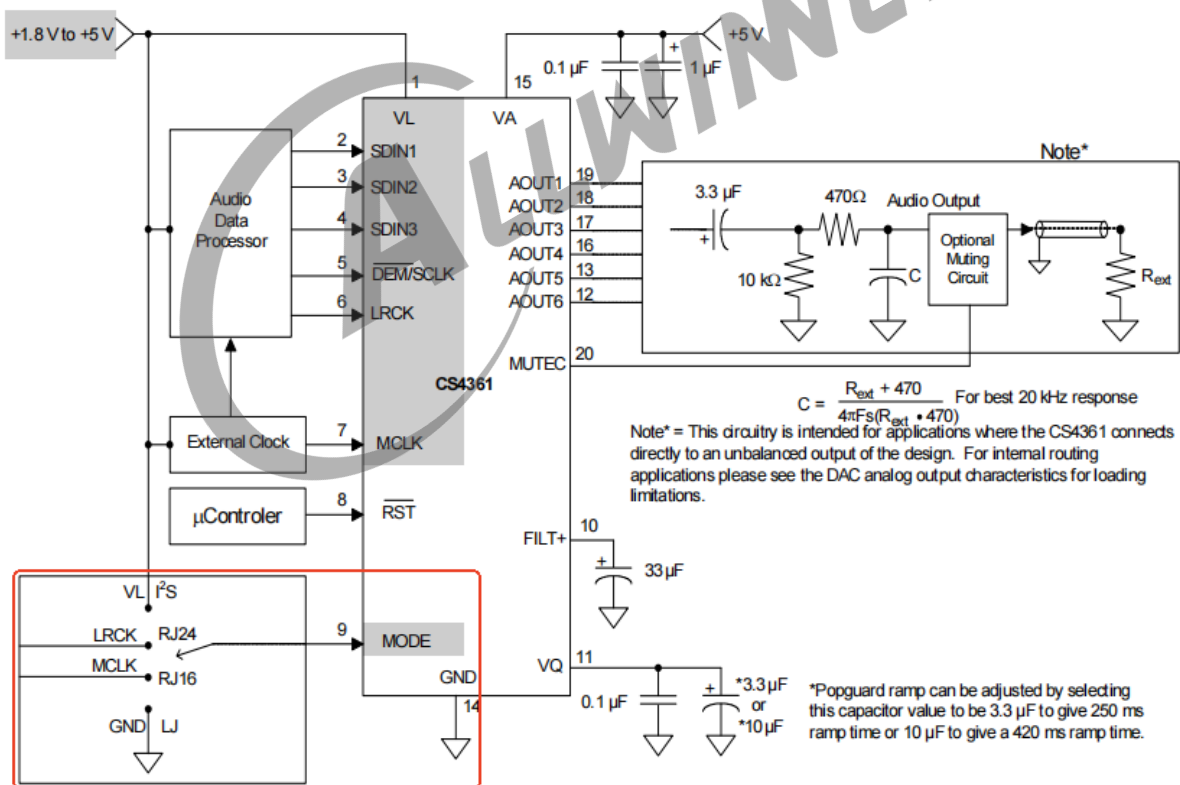 +1.8 V to +5 V
+5 V
0.1 µF
1 µF
1
15
VL
VA
2
SDIN1
3
SDIN2
4
SDIN3
5
DEM/SCLK
6
LRCK
Audio
Data
Processor
CS4361
External Clock
7
MCLK
µControler
8
RST
AOUT1
19
AOUT2
18
AOUT3
17
AOUT4
16
AOUT5
13
AOUT6
12
MUTEC
20
Note*
3.3 µF
+
470Ω
Audio Output
10 kΩ
C
Optional
Muting
Circuit
Rext
C = Rext + 470
4πFs(Rext • 470)
For best 20 kHz response
Note* = This circuitry is intended for applications where the CS4361 connects
directly to an unbalanced output of the design. For internal routing
applications please see the DAC analog output characteristics for loading
limitations.
FILT+
10
+
33 µF
VL
I²S
LRCK
RJ24
MCLK
RJ16
GND
LJ
9
MODE
GND
14
VQ
11
0.1 µF
+
*3.3 µF
or
*10 µF
*Popguard ramp can be adjusted by selecting
this capacitor value to be 3.3 µF to give 250 ms
ramp time or 10 µF to give a 420 ms ramp time.
+